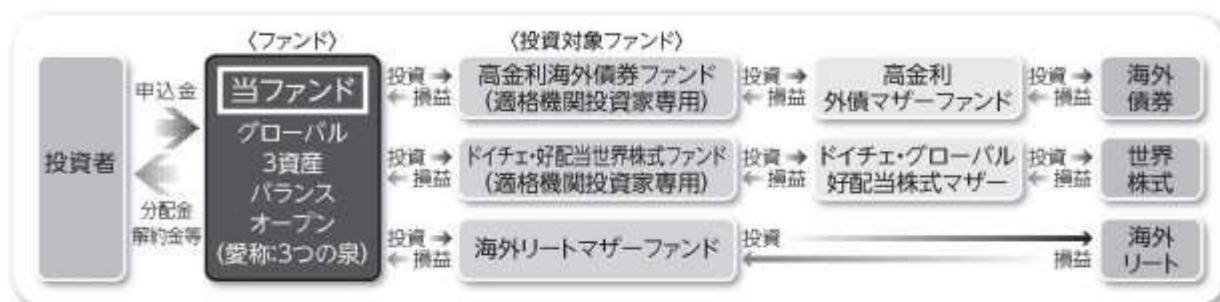 〈ファンド〉
〈投資対象ファンド〉
投資者
申込金
分配金
解約金等
当ファンド
グローバル
3資産
バランス
オープン
(愛称:3つの泉)
投資→
←損益
高金利海外債券ファンド
(適格機関投資家専用)
投資→
←損益
高金利
外債マザーファンド
投資→
←損益
海外
債券
投資→
←損益
ドイチェ・好配当世界株式ファンド
(適格機関投資家専用)
投資→
←損益
ドイチェ・グローバル
好配当株式マザー
投資→
←損益
世界
株式
投資→
←損益
海外リートマザーファンド
投資
損益
海外
リート